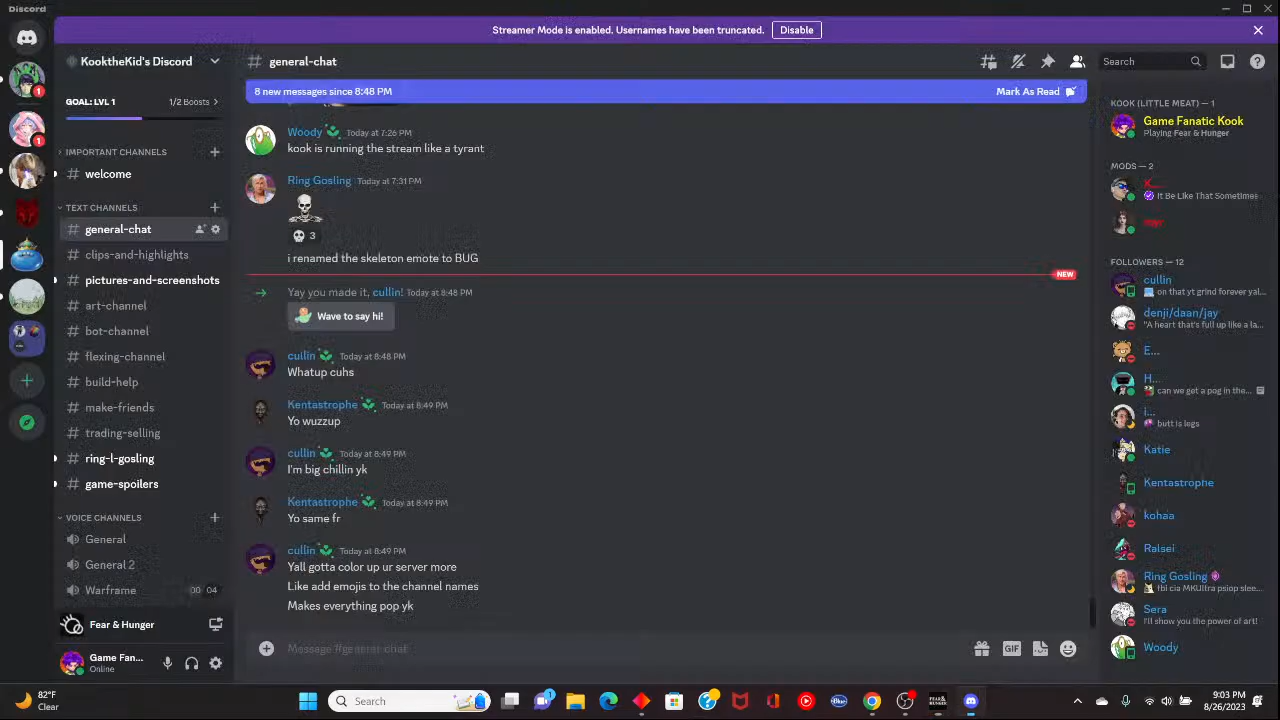 Discord
Streamer Mode is enabled. Usernames have been truncated. Disable
KooktheKid's Discord
general-chat
Search
GOAL: LVL 1 1/2 Boosts
8 new messages since 8:48 PM Mark As Read
IMPORTANT CHANNELS
welcome
TEXT CHANNELS
general-chat
clips-and-highlights
pictures-and-screenshots
art-channel
bot-channel
flexing-channel
build-help
make-friends
trading-selling
ring-l-gosling
game-spoilers
VOICE CHANNELS
General
General 2
Warframe 00 04
Fear & Hunger
Game Fan...
Online
Woody Today at 7:26 PM
kook is running the stream like a tyrant
Ring Gosling Today at 7:31 PM
3
i renamed the skeleton emote to BUG
NEW
Yay you made it, cullin! Today at 8:48 PM
Wave to say hi!
cullin Today at 8:48 PM
Whatup cuhs
Kentastrophe Today at 8:49 PM
Yo wuzzup
cullin Today at 8:49 PM
I'm big chillin yk
Kentastrophe Today at 8:49 PM
Yo same fr
cullin Today at 8:49 PM
Yall gotta color up ur server more
Like add emojis to the channel names
Makes everything pop yk
Message #general-chat
GIF
KOOK (LITTLE MEAT) — 1
Game Fanatic Kook
Playing Fear & Hunger
MODS — 2
It Be Like That Sometimes
FOLLOWERS — 12
cullin
on that yt grind forever yal...
denji/daan/jay
"A heart that's full up like a la...
E...
H...
can we get a pog in the...
i...
butt is legs
Katie
Kentastrophe
kohaa
Ralsei
Ring Gosling
tbl cia MKUltra psiop slee...
Sera
I'll show you the power of art!
Woody
82°F
Clear
Search
9:03 PM
8/26/2023